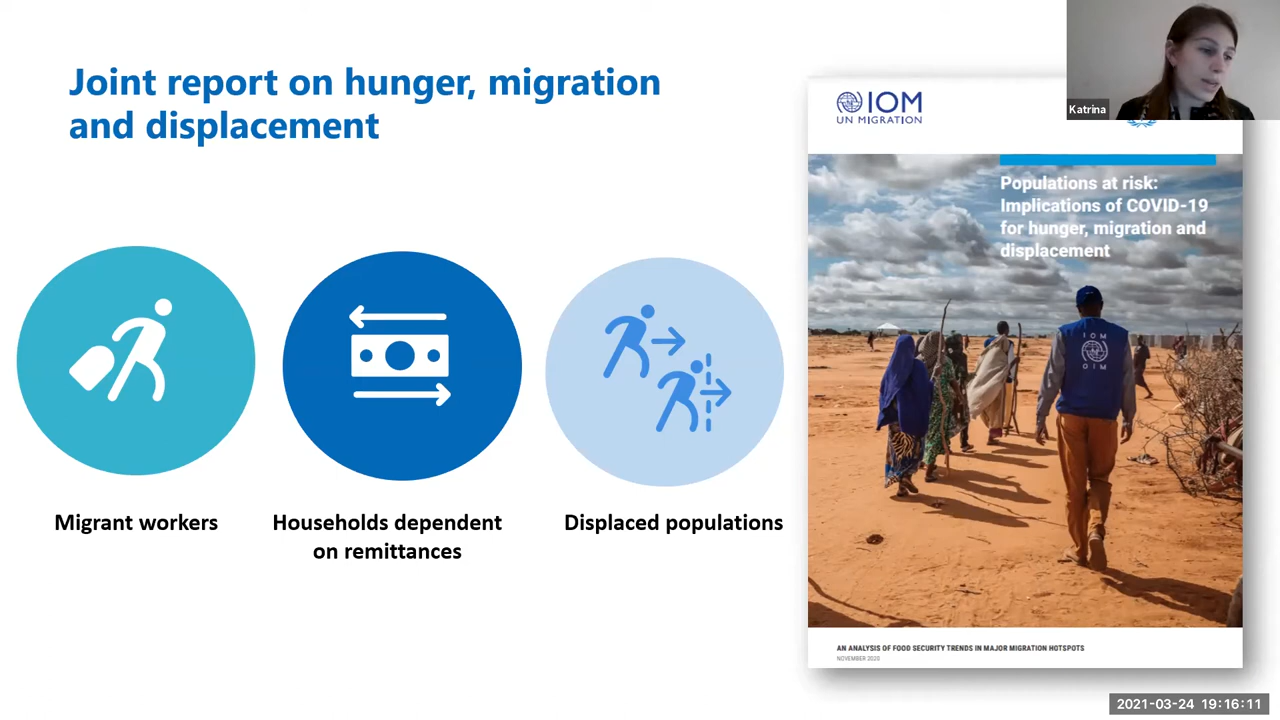 Joint report on hunger, migration
and displacement
Migrant workers
Households dependent
on remittances
Displaced populations
IOM
UN MIGRATION
Populations at risk:
Implications of COVID-19
for hunger, migration and
displacement
IOM
OIM
AN ANALYSIS OF FOOD SECURITY TRENDS IN MAJOR MIGRATION HOTSPOTS
NOVEMBER 2020
Katrina
2021-03-24 19:16:11